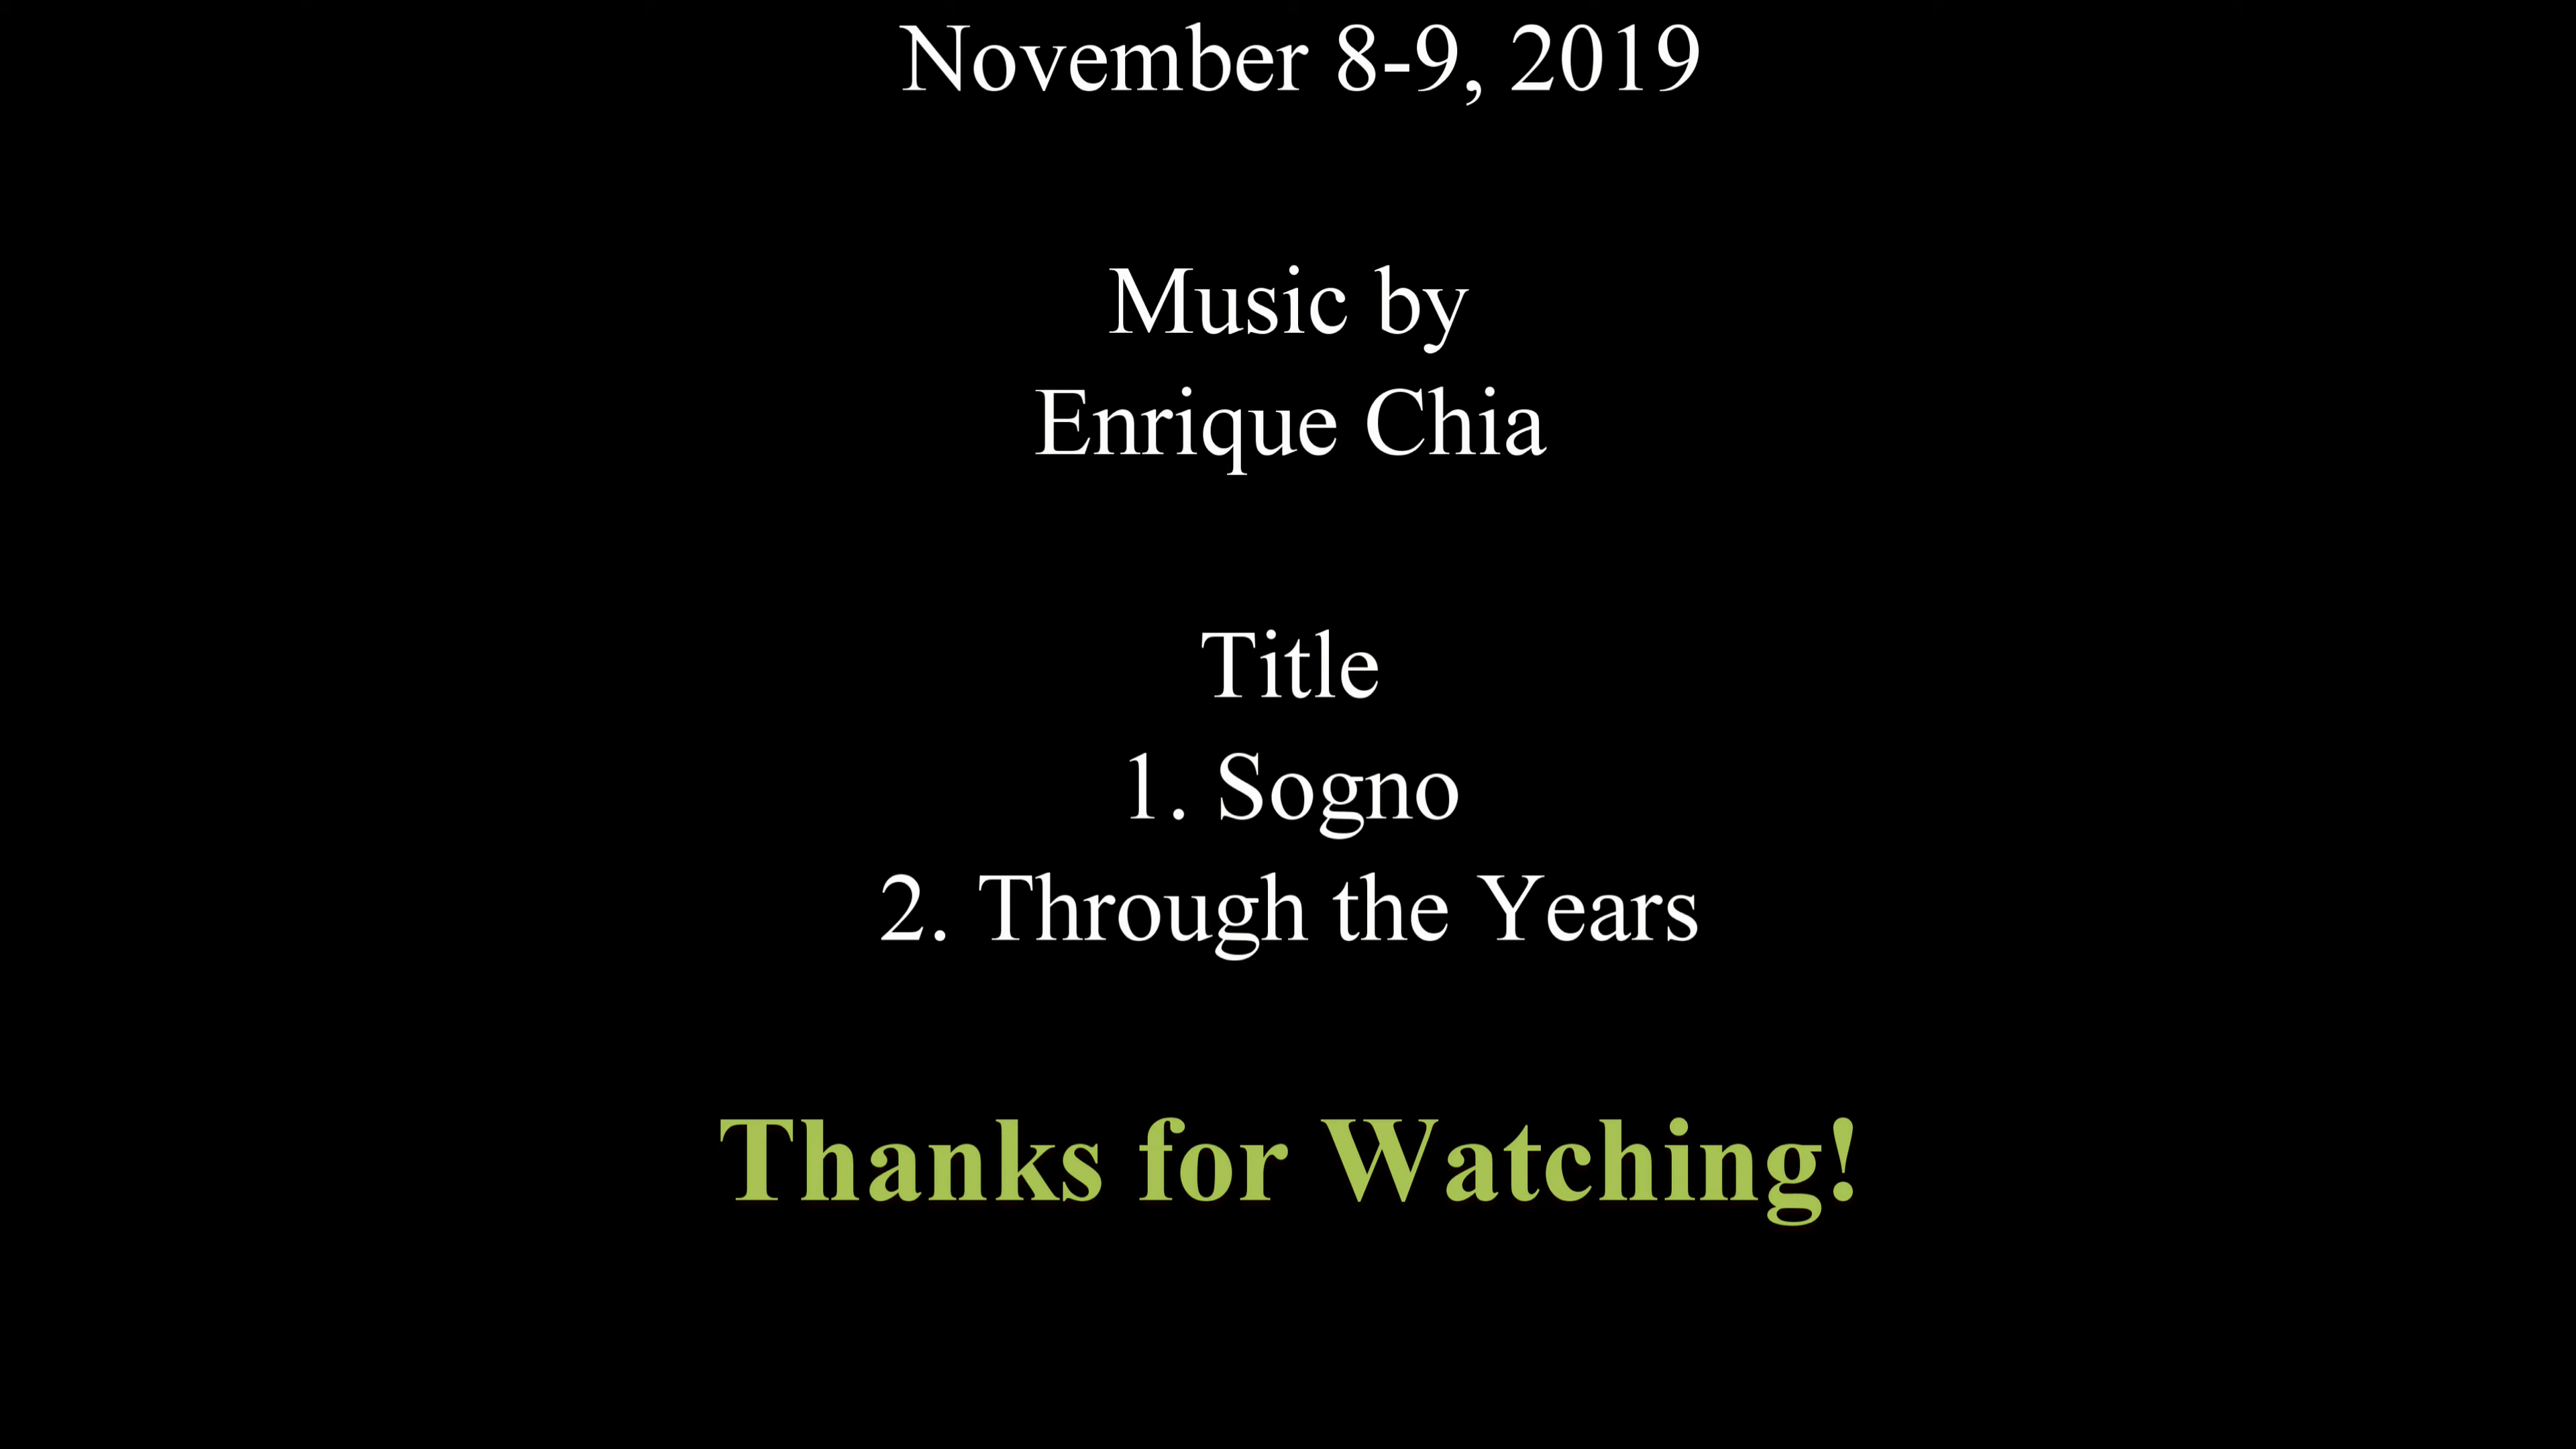 November 8-9, 2019
Music by
Enrique Chia
Title
1. Sogno
2. Through the Years
Thanks for Watching!